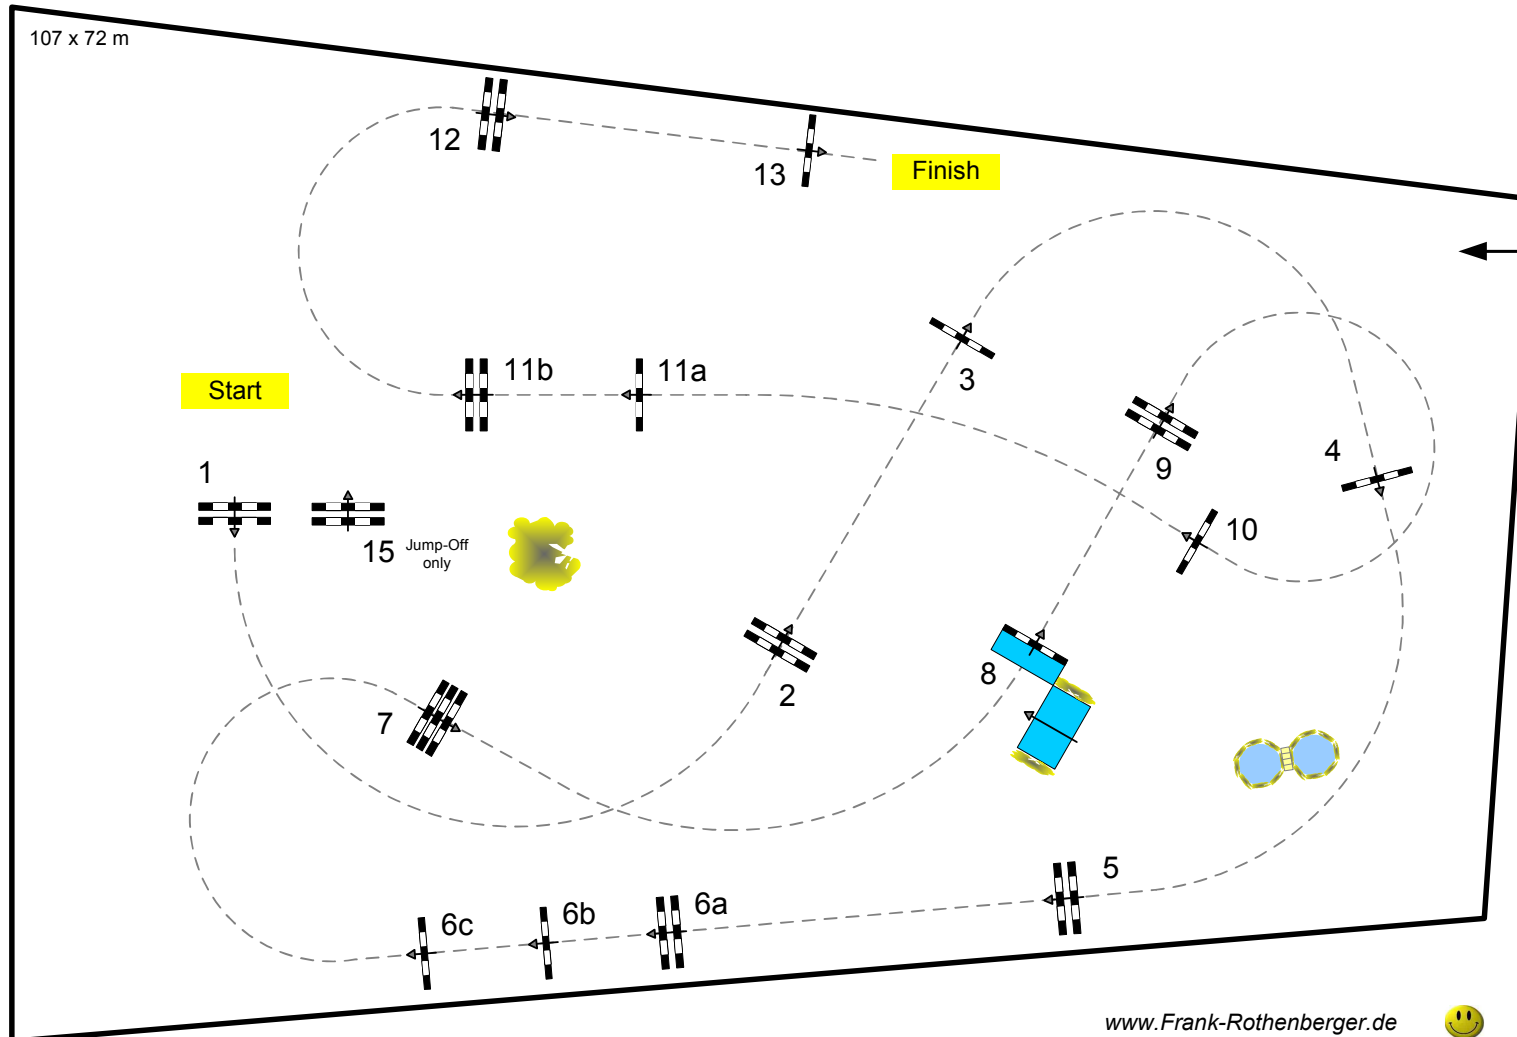 107 x 72 m
12
13
Finish
11b
11a
3
Start
1
9
4
15
Jump-Off
only
10
2
8
7
5
6a
6b
6c
www.Frank-Rothenberger.de